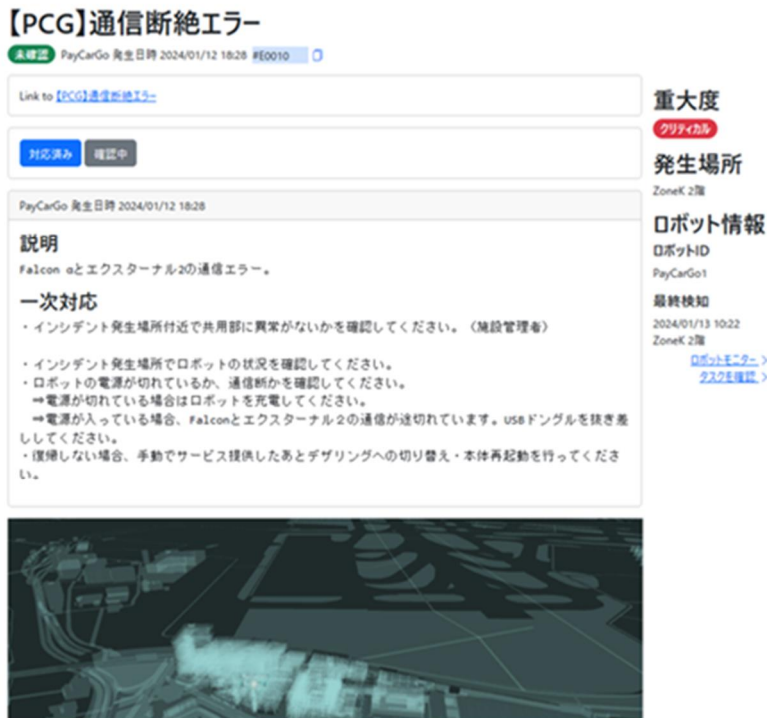 【PCG】通信断絶エラー
未確認 PayCarGo 発生日時 2024/01/12 18:28 #E0010
Link to 【PCG】通信断絶エラー
対応済み 確認中
PayCarGo 発生日時 2024/01/12 18:28
説明
Falcon αとエクスターナル2の通信エラー。
一次対応
・インシデント発生場所付近で共用部に異常がないかを確認してください。（施設管理者）
・インシデント発生場所でロボットの状況を確認してください。
・ロボットの電源が切れているか、通信断かを確認してください。
⇒電源が切れている場合はロボットを充電してください。
⇒電源が入っている場合、Falconとエクスターナル２の通信が途切れています。USBドングルを抜き差
ししてください。
・復帰しない場合、手動でサービス提供したあとデザリングへの切り替え・本体再起動を行ってくださ
い。
重大度
クリティカル
発生場所
ZoneK 2階
ロボット情報
ロボットID
PayCarGo1
最終検知
2024/01/13 10:22
ZoneK 2階
ロボットモニター >
タスクを確認 >